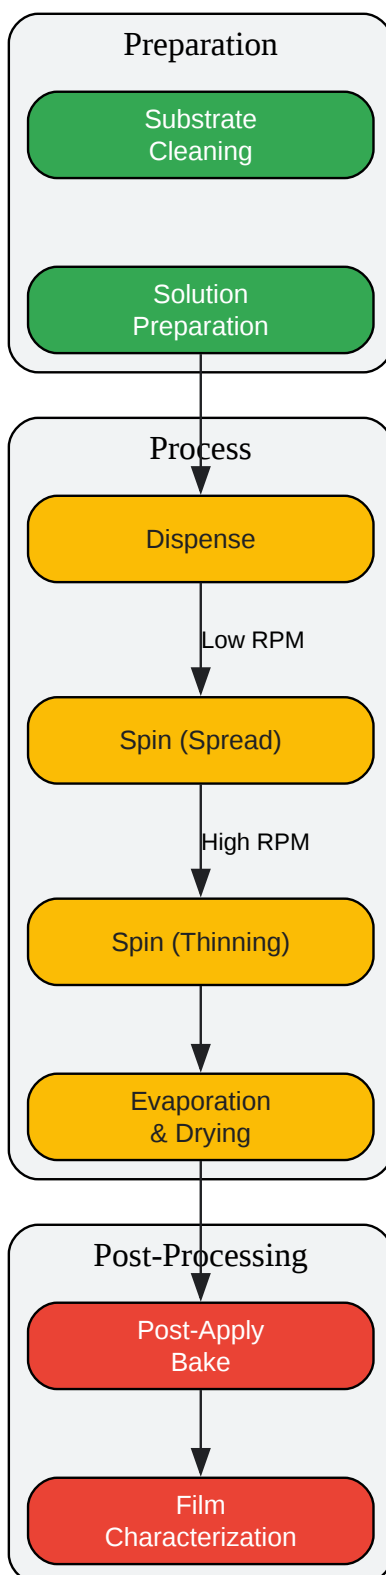 Preparation
Substrate
Cleaning
Solution
Preparation
Process
Dispense
Low RPM
Spin (Spread)
High RPM
Spin (Thinning)
Evaporation
& Drying
Post-Processing
Post-Apply
Bake
Film
Characterization